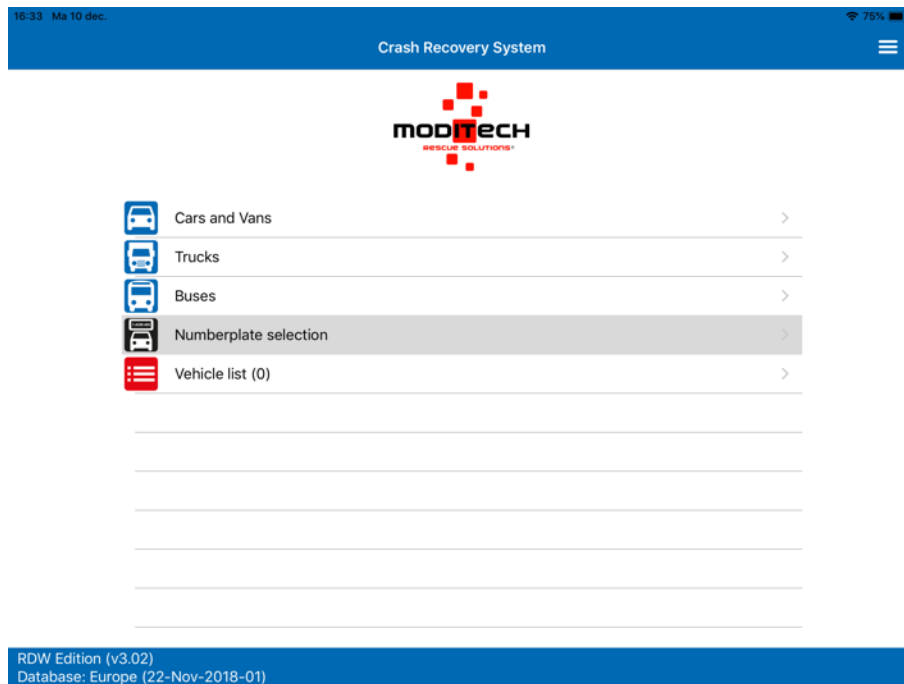 16:33 Ma 10 dec.
75%
Crash Recovery System
MODITECH
RESCUE SOLUTIONS®
Cars and Vans
Trucks
Buses
Numberplate selection
Vehicle list (0)
RDW Edition (v3.02)
Database: Europe (22-Nov-2018-01)